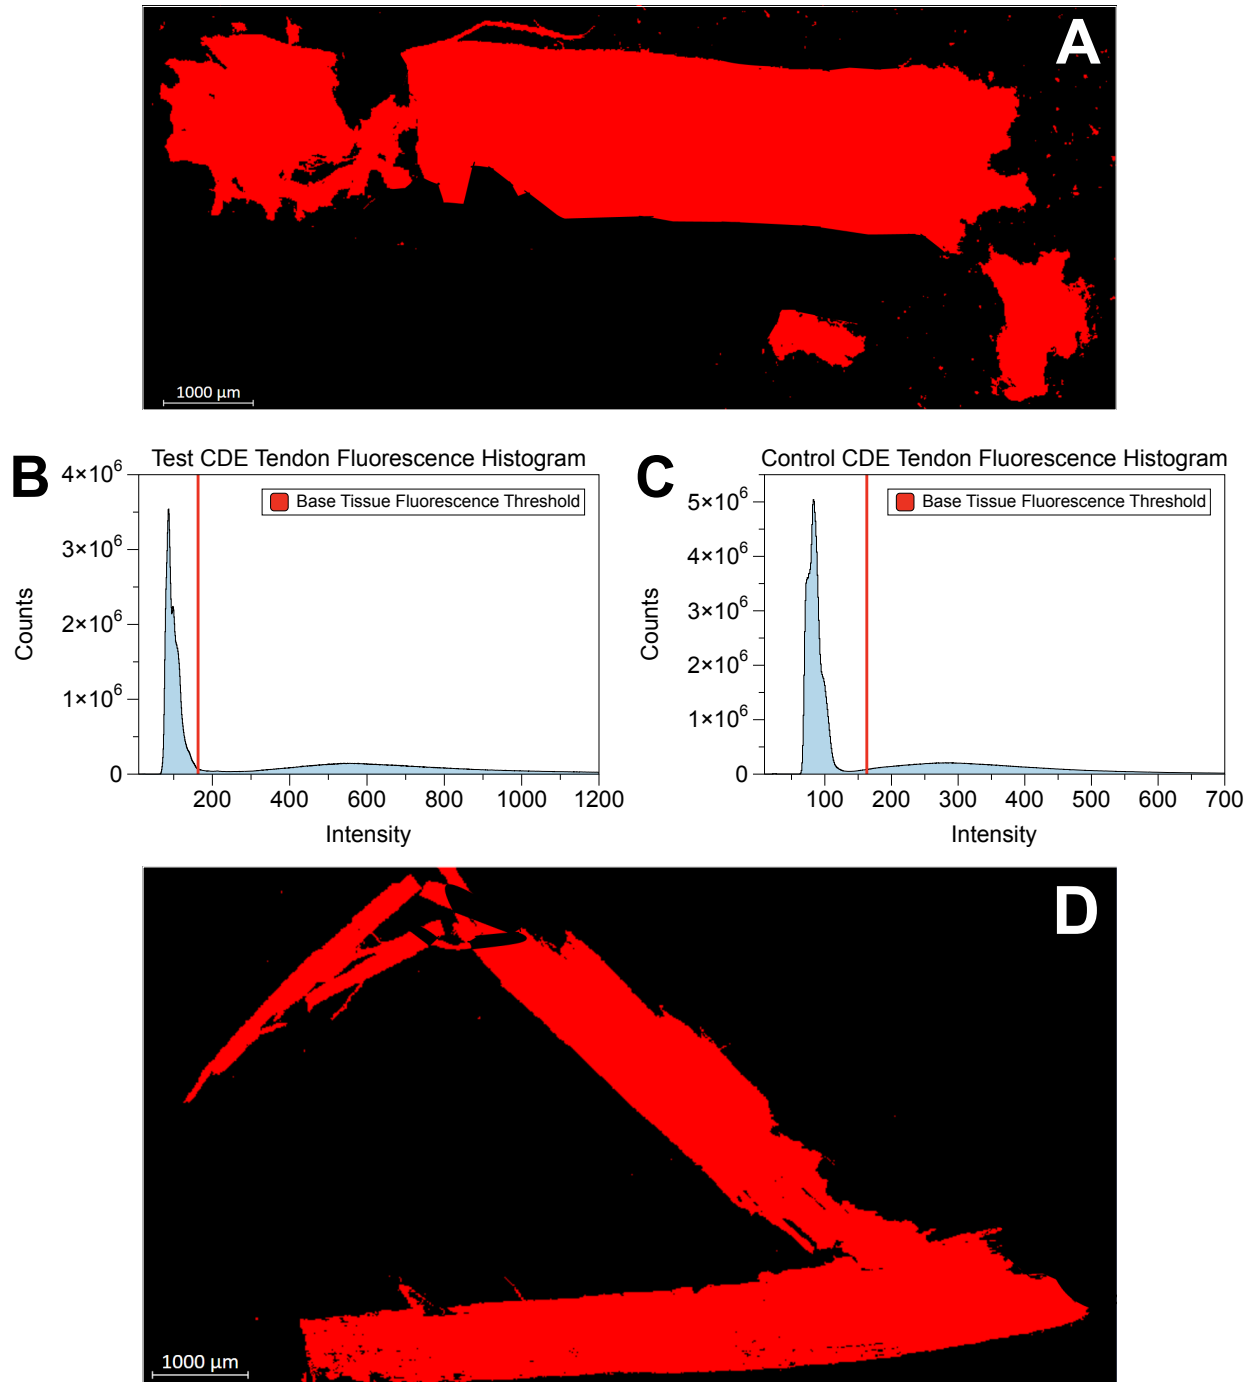 A
1000 µm
B
Test CDE Tendon Fluorescence Histogram
4×10⁶
3×10⁶
2×10⁶
1×10⁶
0
Counts
Base Tissue Fluorescence Threshold
200 400 600 800 1000 1200
Intensity
C
Control CDE Tendon Fluorescence Histogram
5×10⁶
4×10⁶
3×10⁶
2×10⁶
1×10⁶
0
Counts
Base Tissue Fluorescence Threshold
100 200 300 400 500 600 700
Intensity
D
1000 µm